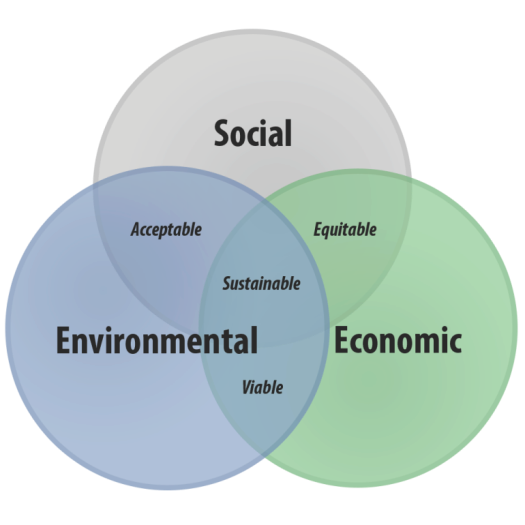 Social
Acceptable
Equitable
Sustainable
Environmental
Economic
Viable